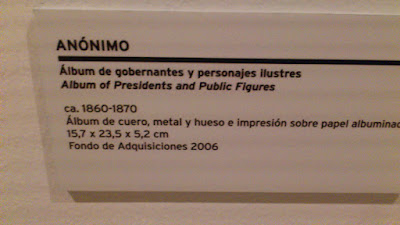 ANÓNIMO
Álbum de gobernantes y personajes ilustres
Album of Presidents and Public Figures
ca. 1860-1870
Álbum de cuero, metal y hueso e impresión sobre papel albuminad
15,7 x 23,5 x 5,2 cm
Fondo de Adquisiciones 2006